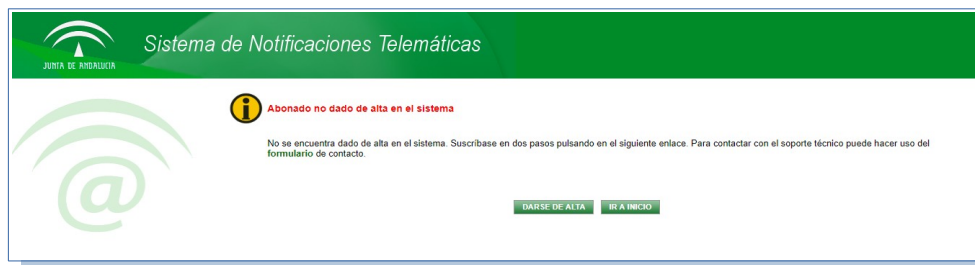 Sistema de Notificaciones Telemáticas
JUNTA DE ANDALUCIA
Abonado no dado de alta en el sistema
No se encuentra dado de alta en el sistema. Suscríbase en dos pasos pulsando en el siguiente enlace. Para contactar con el soporte técnico puede hacer uso del
formulario de contacto.
DARSE DE ALTA IR A INICIO